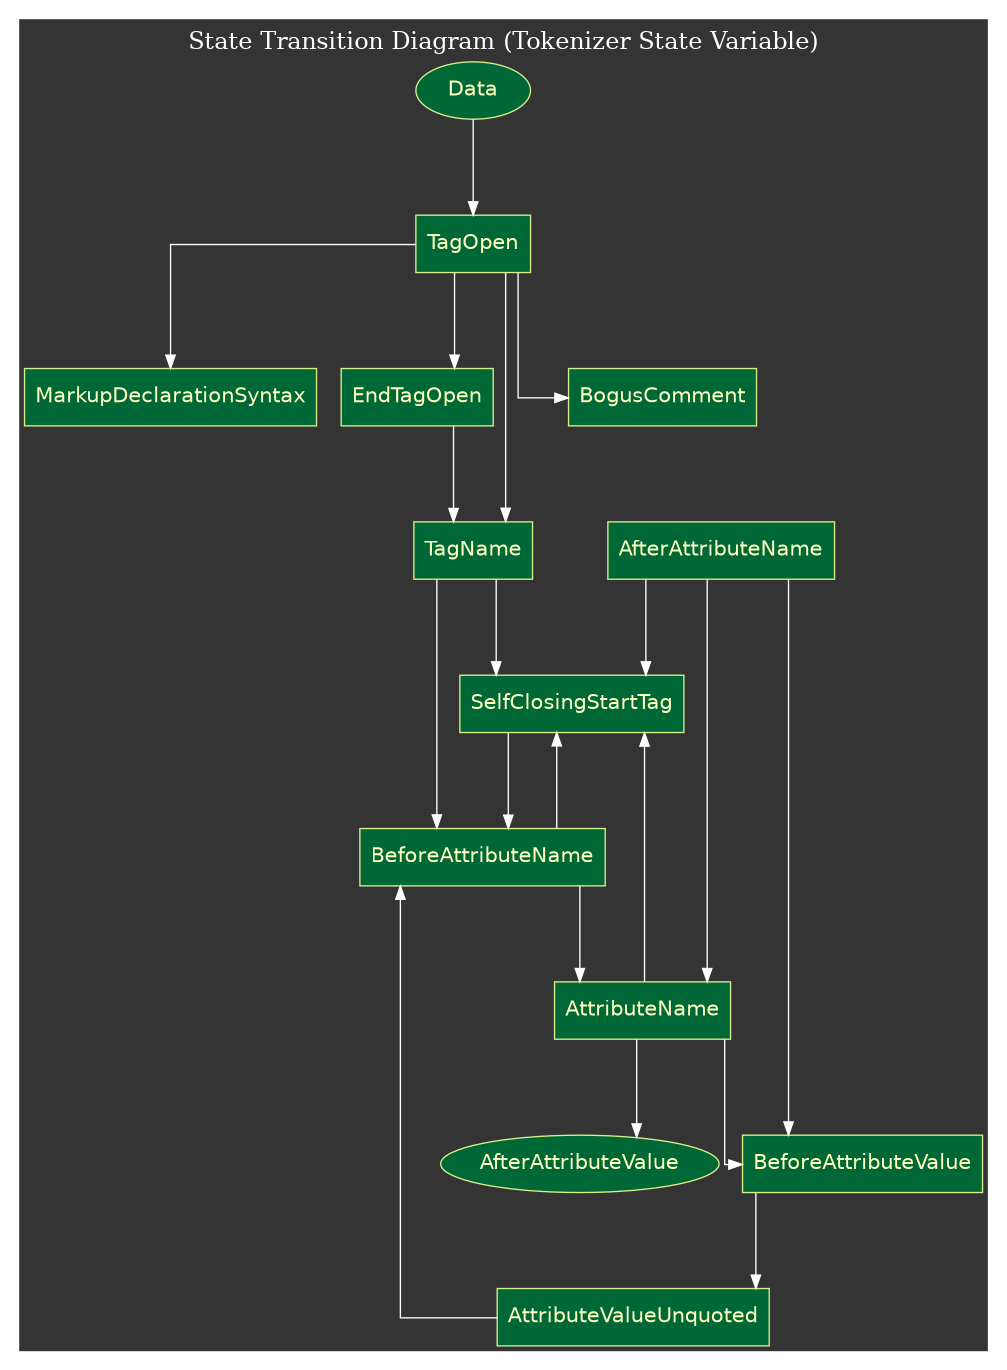 State Transition Diagram (Tokenizer State Variable)
Data
TagOpen
MarkupDeclarationSyntax
EndTagOpen
BogusComment
TagName
AfterAttributeName
SelfClosingStartTag
BeforeAttributeName
AttributeName
AfterAttributeValue
BeforeAttributeValue
AttributeValueUnquoted